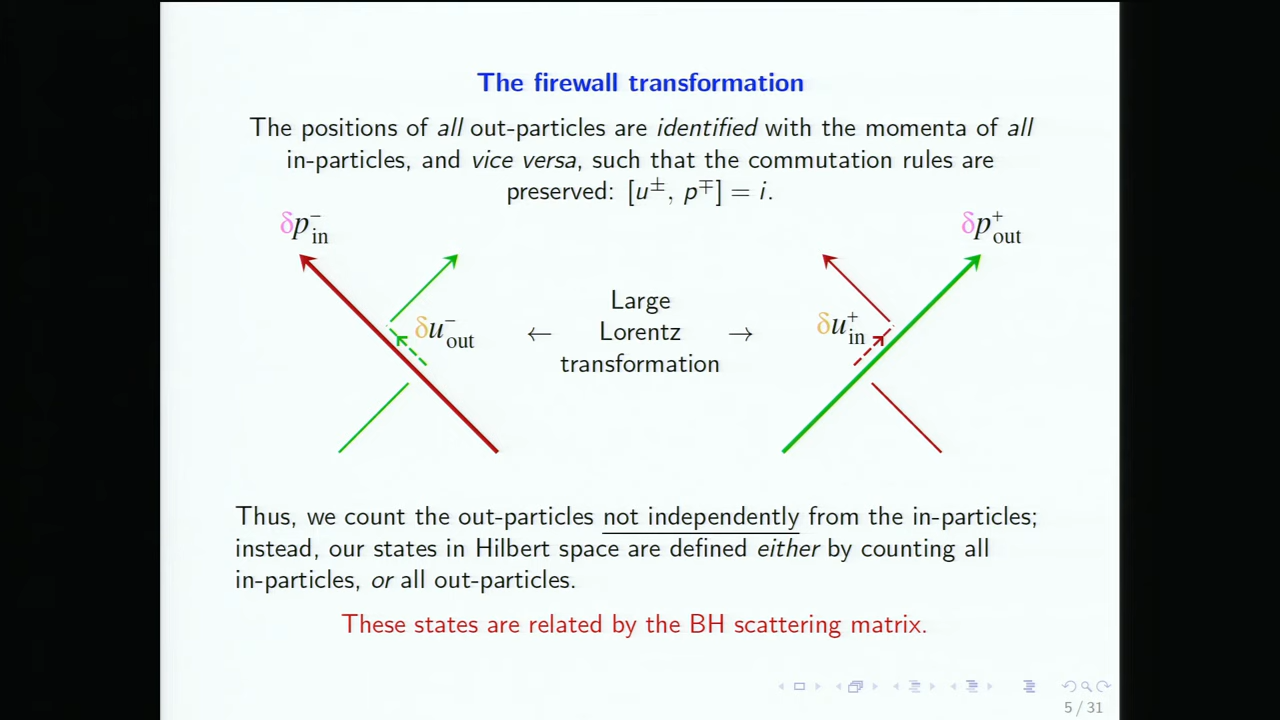 The firewall transformation
The positions of all out-particles are identified with the momenta of all
in-particles, and vice versa, such that the commutation rules are
preserved: [u±, p∓] = i.
δp⁻in
δp⁺out
δu⁻out
← Large →
Lorentz
transformation
δu⁺in
Thus, we count the out-particles not independently from the in-particles;
instead, our states in Hilbert space are defined either by counting all
in-particles, or all out-particles.
These states are related by the BH scattering matrix.
5 / 31